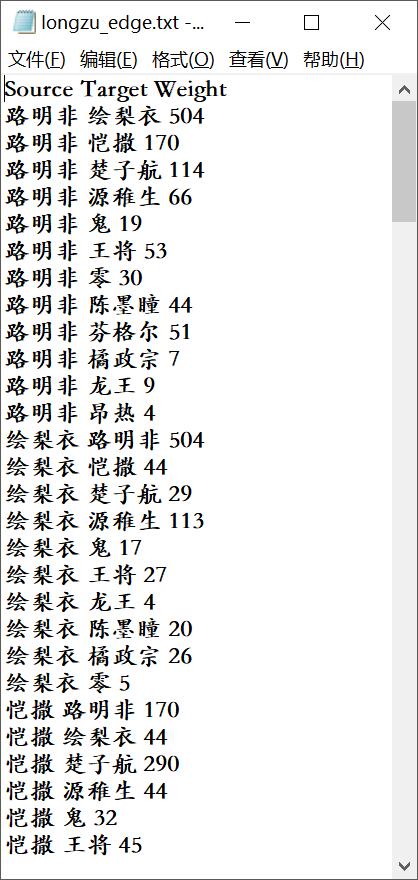 longzu_edge.txt -...
文件(F) 编辑(E) 格式(O) 查看(V) 帮助(H)
Source Target Weight
路明非 绘梨衣 504
路明非 恺撒 170
路明非 楚子航 114
路明非 源稚生 66
路明非 鬼 19
路明非 王将 53
路明非 零 30
路明非 陈墨瞳 44
路明非 芬格尔 51
路明非 橘政宗 7
路明非 龙王 9
路明非 昂热 4
绘梨衣 路明非 504
绘梨衣 恺撒 44
绘梨衣 楚子航 29
绘梨衣 源稚生 113
绘梨衣 鬼 17
绘梨衣 王将 27
绘梨衣 龙王 4
绘梨衣 陈墨瞳 20
绘梨衣 橘政宗 26
绘梨衣 零 5
恺撒 路明非 170
恺撒 绘梨衣 44
恺撒 楚子航 290
恺撒 源稚生 44
恺撒 鬼 32
恺撒 王将 45